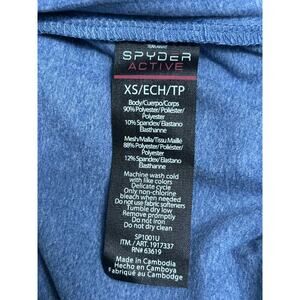 SPYDER
ACTIVE
XS/ECH/TP
Body/Cuerpo/Corps
90% Polyester/Poliéster/
Polyester
10% Spandex/Elastano
Elasthanne
Mesh/Malla/Tissu Maillé
88% Polyester/Poliéster/
Polyester
12% Spandex/Elastano
Elasthanne
Machine wash cold
with like colors
Delicate cycle
Only non-chlorine
bleach when needed
Do not use fabric softeners
Tumble dry low
Remove promptly
Do not iron
Do not dry clean
SP1001U
ITM./ ART. 1917337
RN# 63619
Made in Cambodia
Hecho en Camboya
Fabriqué au Cambodge